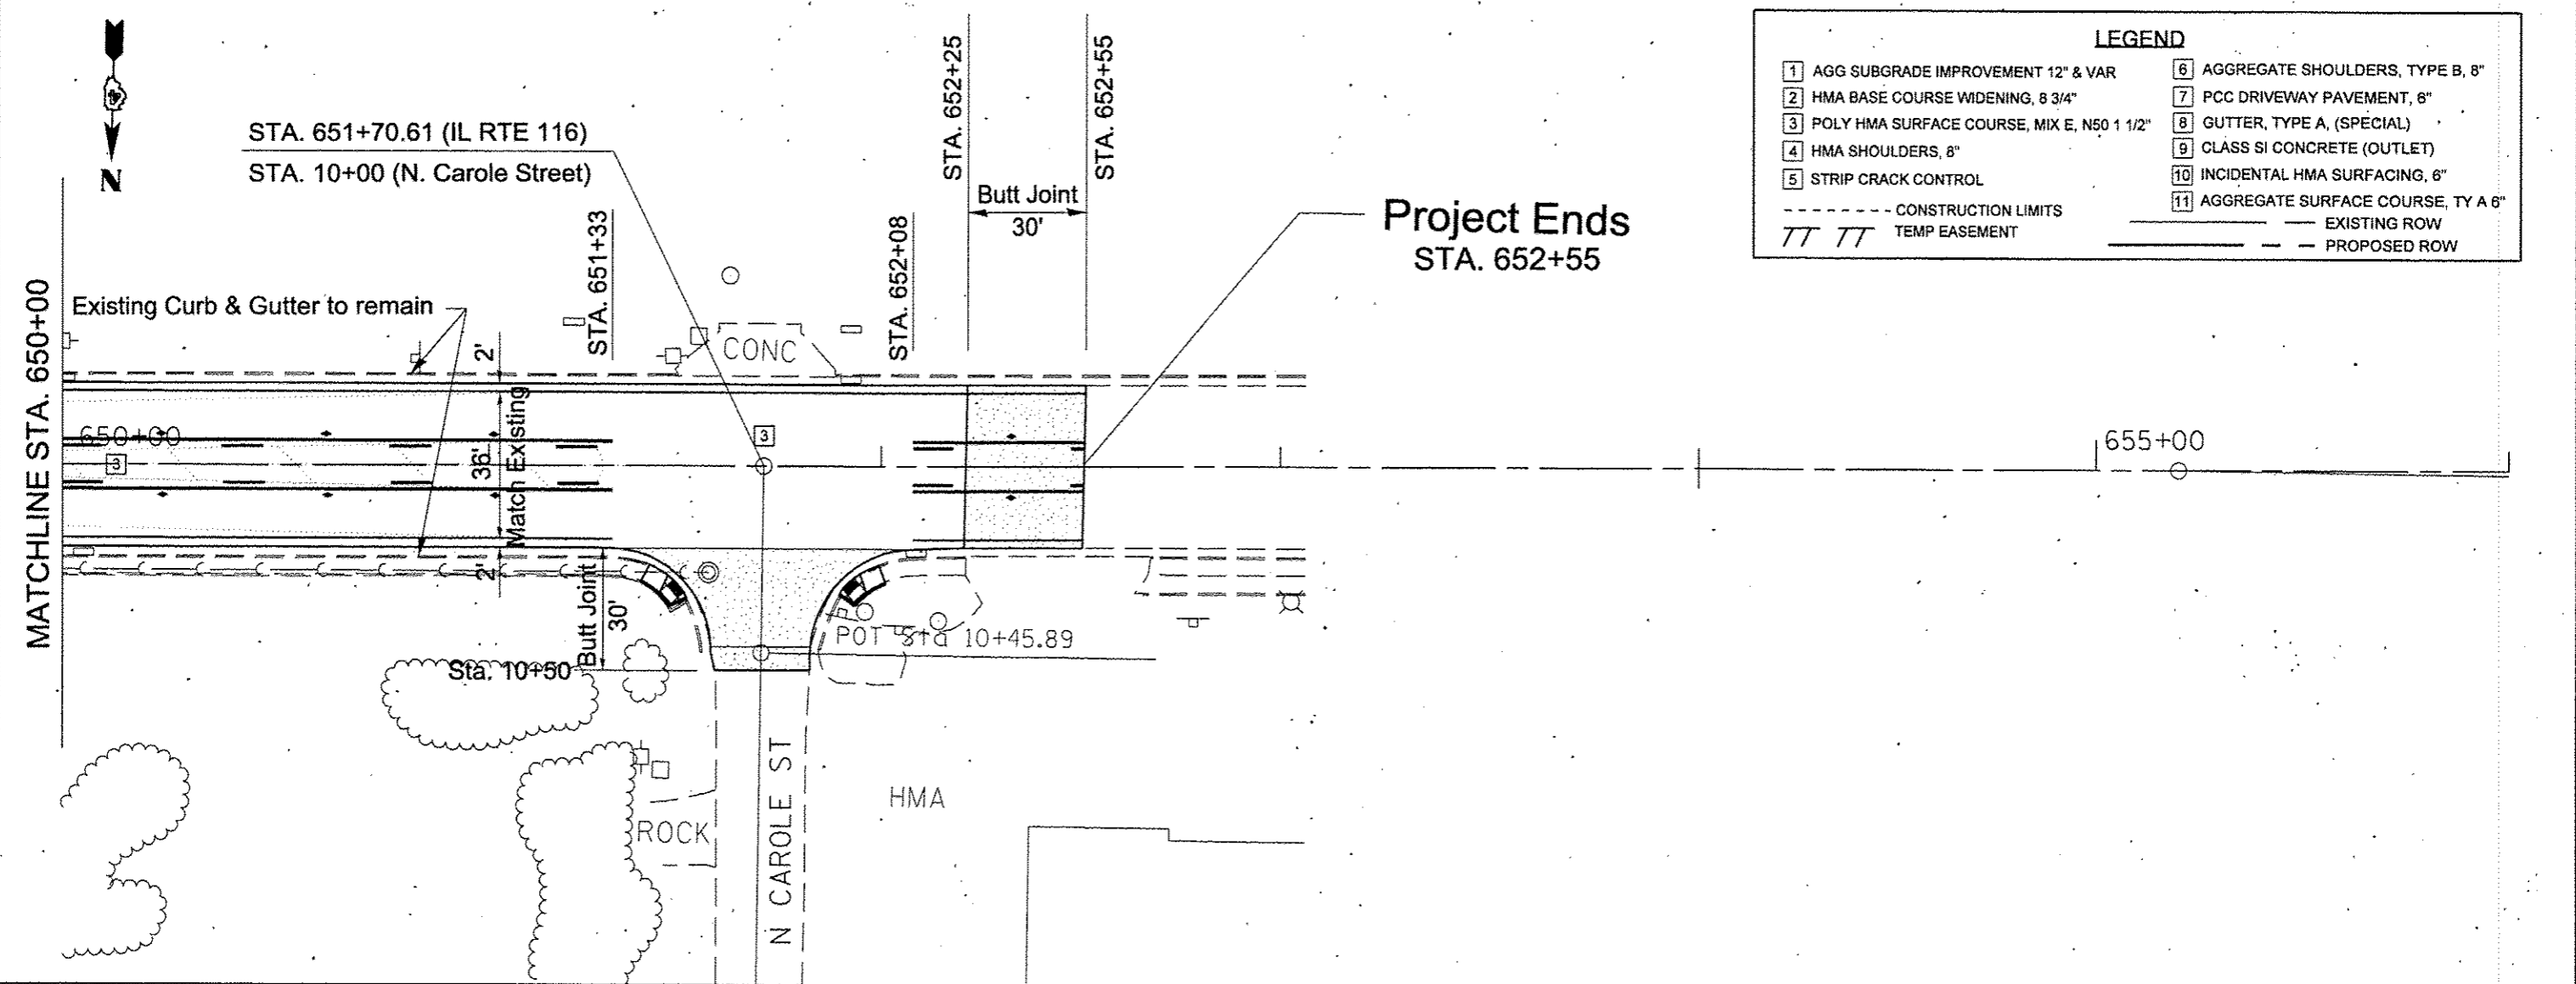 N
STA. 651+70.61 (IL RTE 116)
STA. 10+00 (N. Carole Street)
STA. 651+33
STA. 652+08
STA. 652+25
STA. 652+55
Butt Joint
30'
Project Ends
STA. 652+55
LEGEND
1 AGG SUBGRADE IMPROVEMENT 12" & VAR
2 HMA BASE COURSE WIDENING, 8 3/4"
3 POLY HMA SURFACE COURSE, MIX E, N50 1 1/2"
4 HMA SHOULDERS, 8"
5 STRIP CRACK CONTROL
CONSTRUCTION LIMITS
TEMP EASEMENT
6 AGGREGATE SHOULDERS, TYPE B, 8"
7 PCC DRIVEWAY PAVEMENT, 6"
8 GUTTER, TYPE A, (SPECIAL)
9 CLASS SI CONCRETE (OUTLET)
10 INCIDENTAL HMA SURFACING, 6"
11 AGGREGATE SURFACE COURSE, TY A 6"
EXISTING ROW
PROPOSED ROW
MATCHLINE STA. 650+00
Existing Curb & Gutter to remain
2'
CONC
650+00
3
36'
Match Existing
3
655+00
2'
Butt Joint
30'
POT Sta 10+45.89
Sta. 10+50
N CAROLE ST
HMA
ROCK